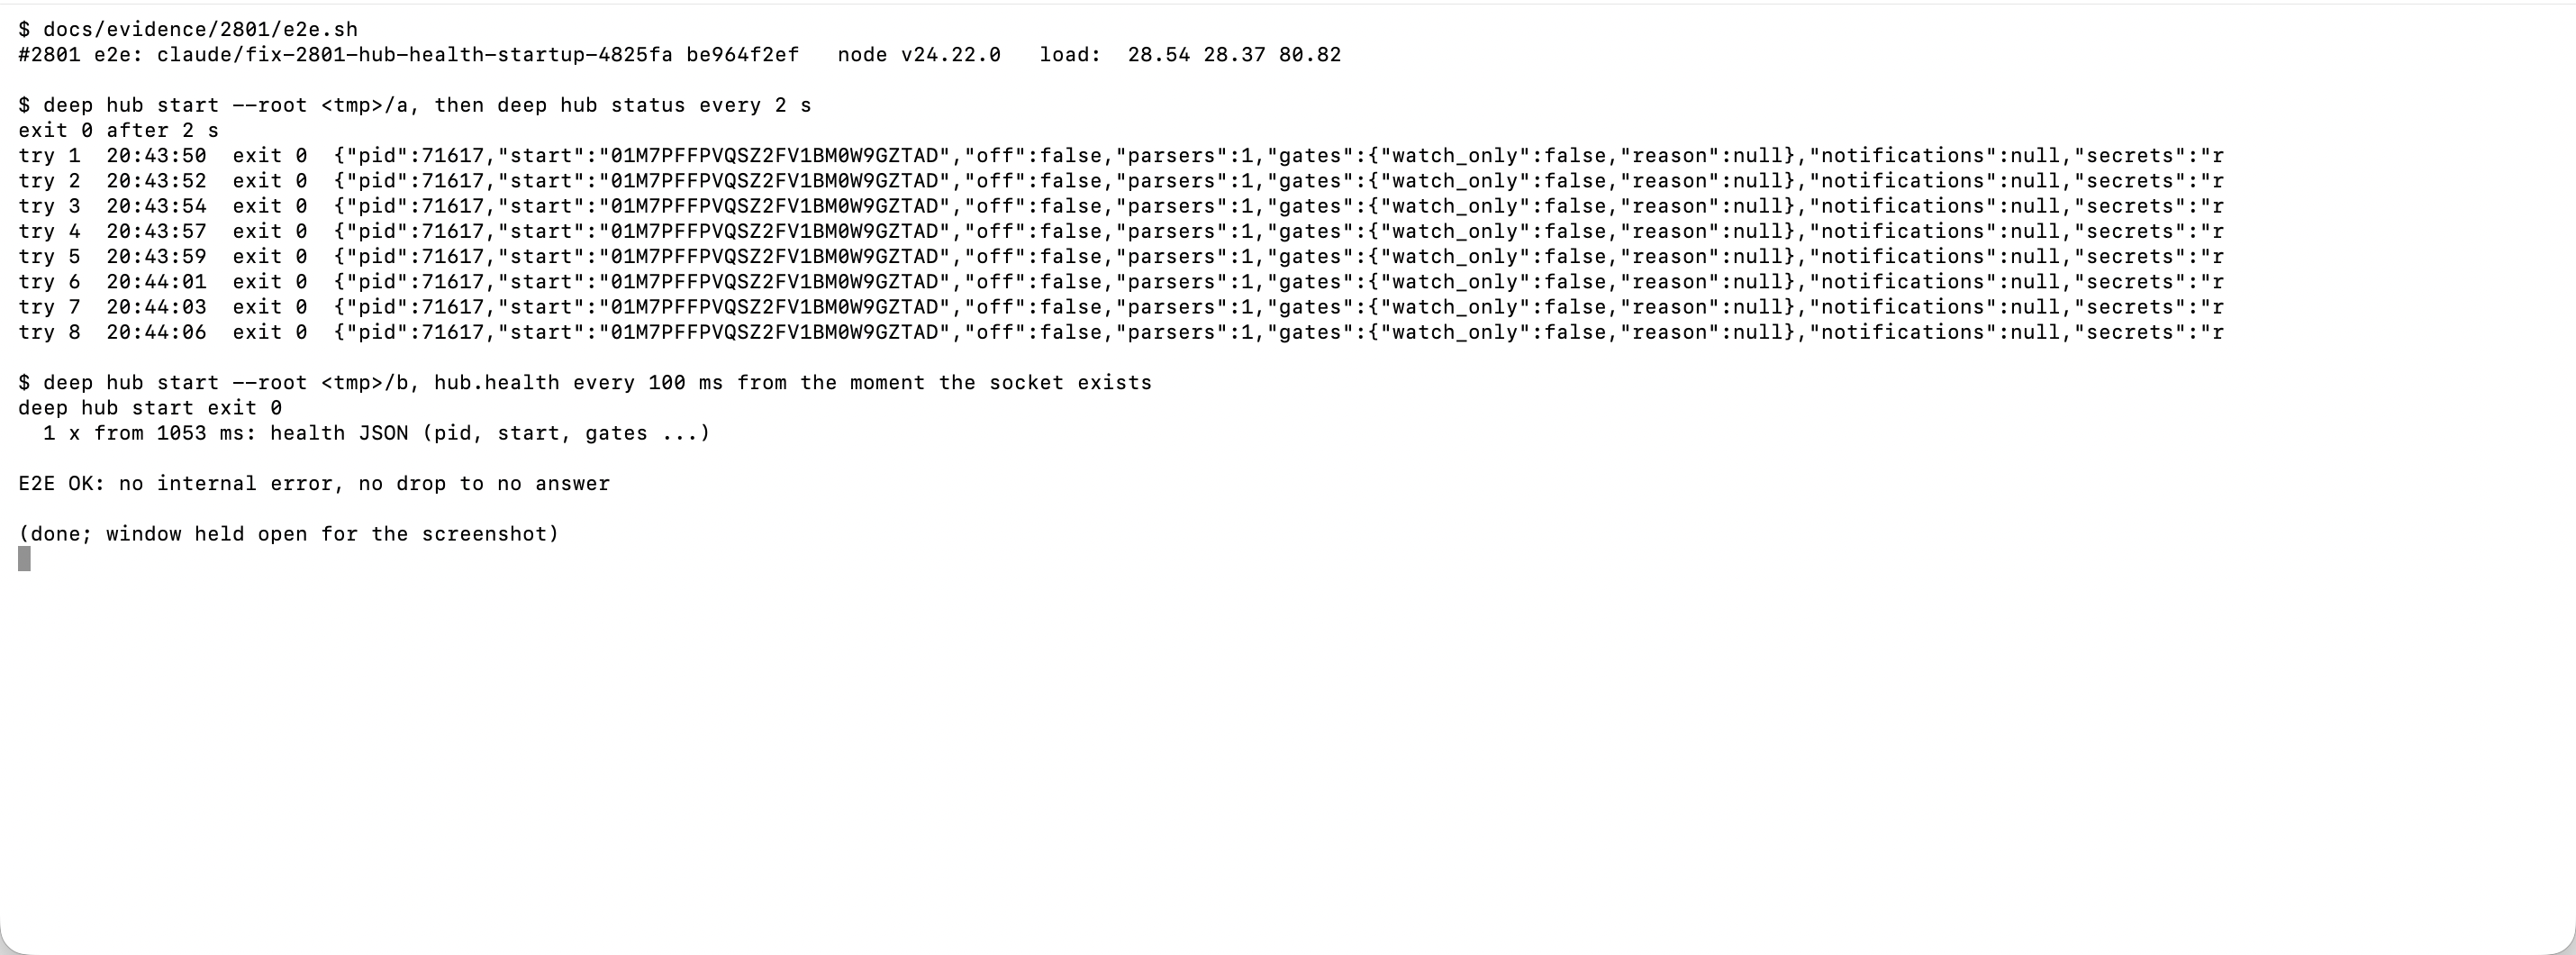 $ docs/evidence/2801/e2e.sh
#2801 e2e: claude/fix-2801-hub-health-startup-4825fa be964f2ef   node v24.22.0   load:  28.54 28.37 80.82
$ deep hub start --root <tmp>/a, then deep hub status every 2 s
exit 0 after 2 s
try 1  20:43:50  exit 0  {"pid":71617,"start":"01M7PFFPVQSZ2FV1BM0W9GZTAD","off":false,"parsers":1,"gates":{"watch_only":false,"reason":null},"notifications":null,"secrets":"r
try 2  20:43:52  exit 0  {"pid":71617,"start":"01M7PFFPVQSZ2FV1BM0W9GZTAD","off":false,"parsers":1,"gates":{"watch_only":false,"reason":null},"notifications":null,"secrets":"r
try 3  20:43:54  exit 0  {"pid":71617,"start":"01M7PFFPVQSZ2FV1BM0W9GZTAD","off":false,"parsers":1,"gates":{"watch_only":false,"reason":null},"notifications":null,"secrets":"r
try 4  20:43:57  exit 0  {"pid":71617,"start":"01M7PFFPVQSZ2FV1BM0W9GZTAD","off":false,"parsers":1,"gates":{"watch_only":false,"reason":null},"notifications":null,"secrets":"r
try 5  20:43:59  exit 0  {"pid":71617,"start":"01M7PFFPVQSZ2FV1BM0W9GZTAD","off":false,"parsers":1,"gates":{"watch_only":false,"reason":null},"notifications":null,"secrets":"r
try 6  20:44:01  exit 0  {"pid":71617,"start":"01M7PFFPVQSZ2FV1BM0W9GZTAD","off":false,"parsers":1,"gates":{"watch_only":false,"reason":null},"notifications":null,"secrets":"r
try 7  20:44:03  exit 0  {"pid":71617,"start":"01M7PFFPVQSZ2FV1BM0W9GZTAD","off":false,"parsers":1,"gates":{"watch_only":false,"reason":null},"notifications":null,"secrets":"r
try 8  20:44:06  exit 0  {"pid":71617,"start":"01M7PFFPVQSZ2FV1BM0W9GZTAD","off":false,"parsers":1,"gates":{"watch_only":false,"reason":null},"notifications":null,"secrets":"r
$ deep hub start --root <tmp>/b, hub.health every 100 ms from the moment the socket exists
deep hub start exit 0
  1 x from 1053 ms: health JSON (pid, start, gates ...)
E2E OK: no internal error, no drop to no answer
(done; window held open for the screenshot)